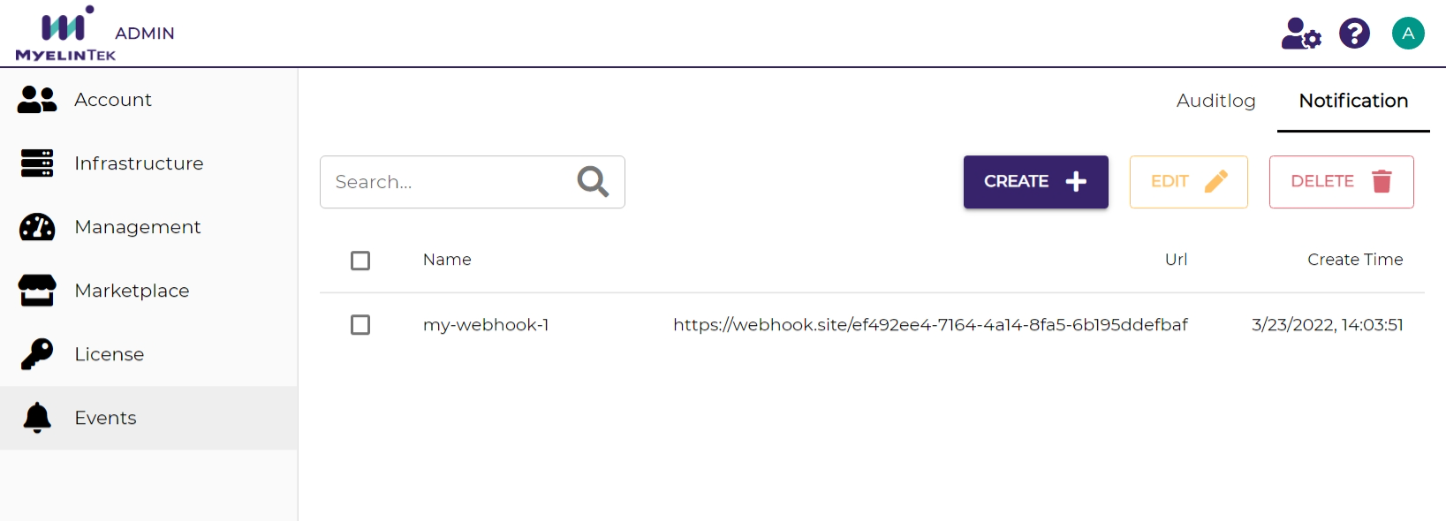 MYELINTEK ADMIN
A
Account
Infrastructure
Management
Marketplace
License
Events
Auditlog Notification
Search...
CREATE EDIT DELETE
Name Url Create Time
my-webhook-1 https://webhook.site/ef492ee4-7164-4a14-8fa5-6b195ddefbaf 3/23/2022, 14:03:51